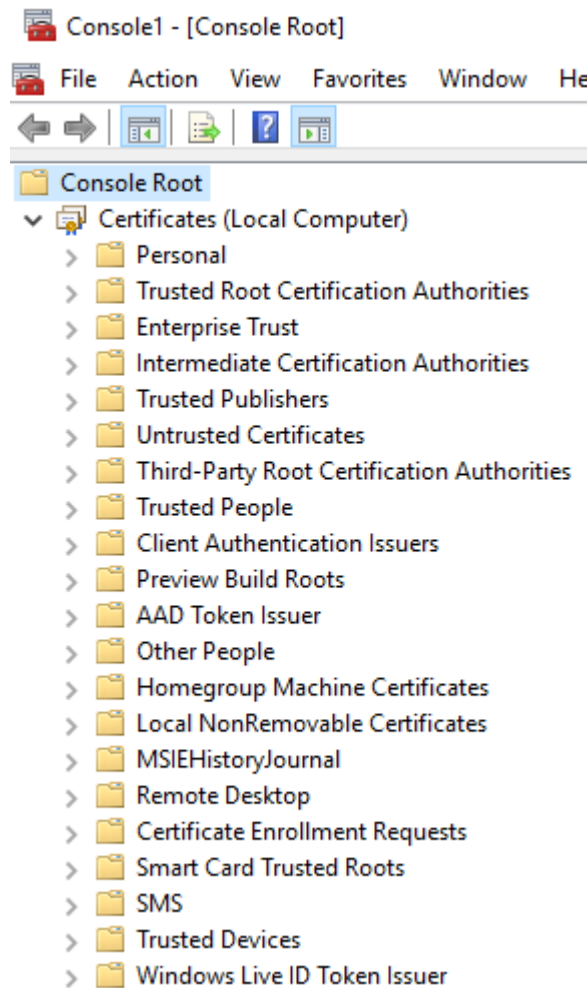 Console1 - [Console Root]
File Action View Favorites Window He
Console Root
Certificates (Local Computer)
Personal
Trusted Root Certification Authorities
Enterprise Trust
Intermediate Certification Authorities
Trusted Publishers
Untrusted Certificates
Third-Party Root Certification Authorities
Trusted People
Client Authentication Issuers
Preview Build Roots
AAD Token Issuer
Other People
Homegroup Machine Certificates
Local NonRemovable Certificates
MSIEHistoryJournal
Remote Desktop
Certificate Enrollment Requests
Smart Card Trusted Roots
SMS
Trusted Devices
Windows Live ID Token Issuer